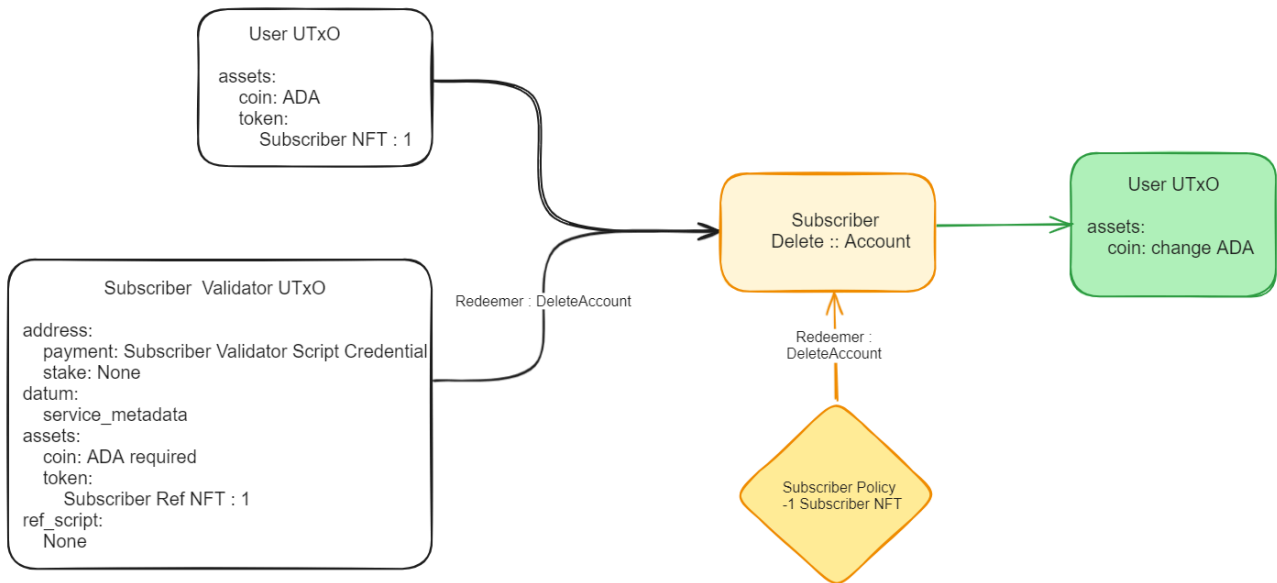 User UTxO
assets:
coin: ADA
token:
Subscriber NFT : 1
Subscriber Validator UTxO
address:
payment: Subscriber Validator Script Credential
stake: None
datum:
service_metadata
assets:
coin: ADA required
token:
Subscriber Ref NFT : 1
ref_script:
None
Redeemer : DeleteAccount
Subscriber
Delete :: Account
Redeemer :
DeleteAccount
Subscriber Policy
-1 Subscriber NFT
User UTxO
assets:
coin: change ADA